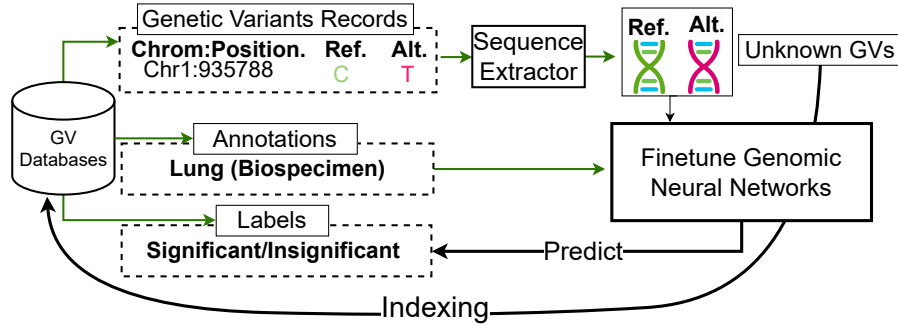 Genetic Variants Records
Chrom:Position. Ref. Alt.
Chr1:935788 C T
Sequence
Extractor
Ref. Alt.
Unknown GVs
GV
Databases
Annotations
Lung (Biospecimen)
Finetune Genomic
Neural Networks
Labels
Significant/Insignificant
Predict
Indexing